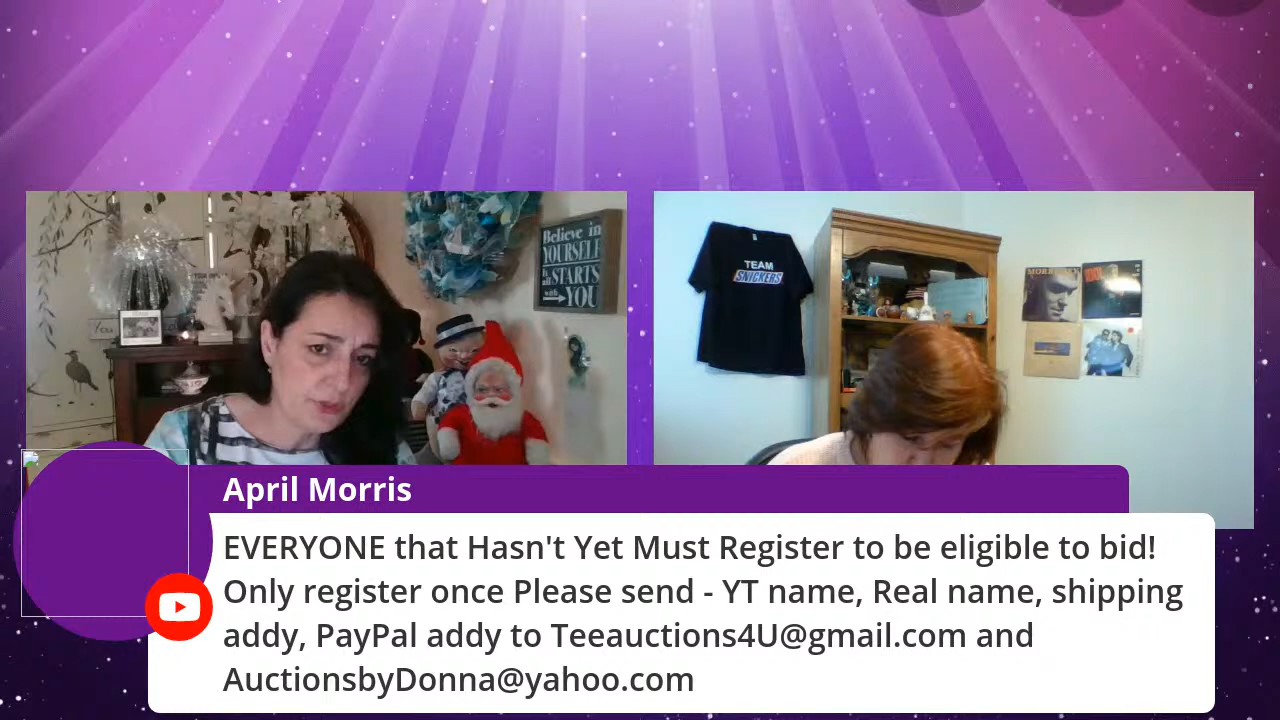 Believe in
YOURSELF
it all STARTS
with YOU
TEAM
SNICKERS
You
April Morris
EVERYONE that Hasn't Yet Must Register to be eligible to bid!
Only register once Please send - YT name, Real name, shipping
addy, PayPal addy to Teeauctions4U@gmail.com and
AuctionsbyDonna@yahoo.com